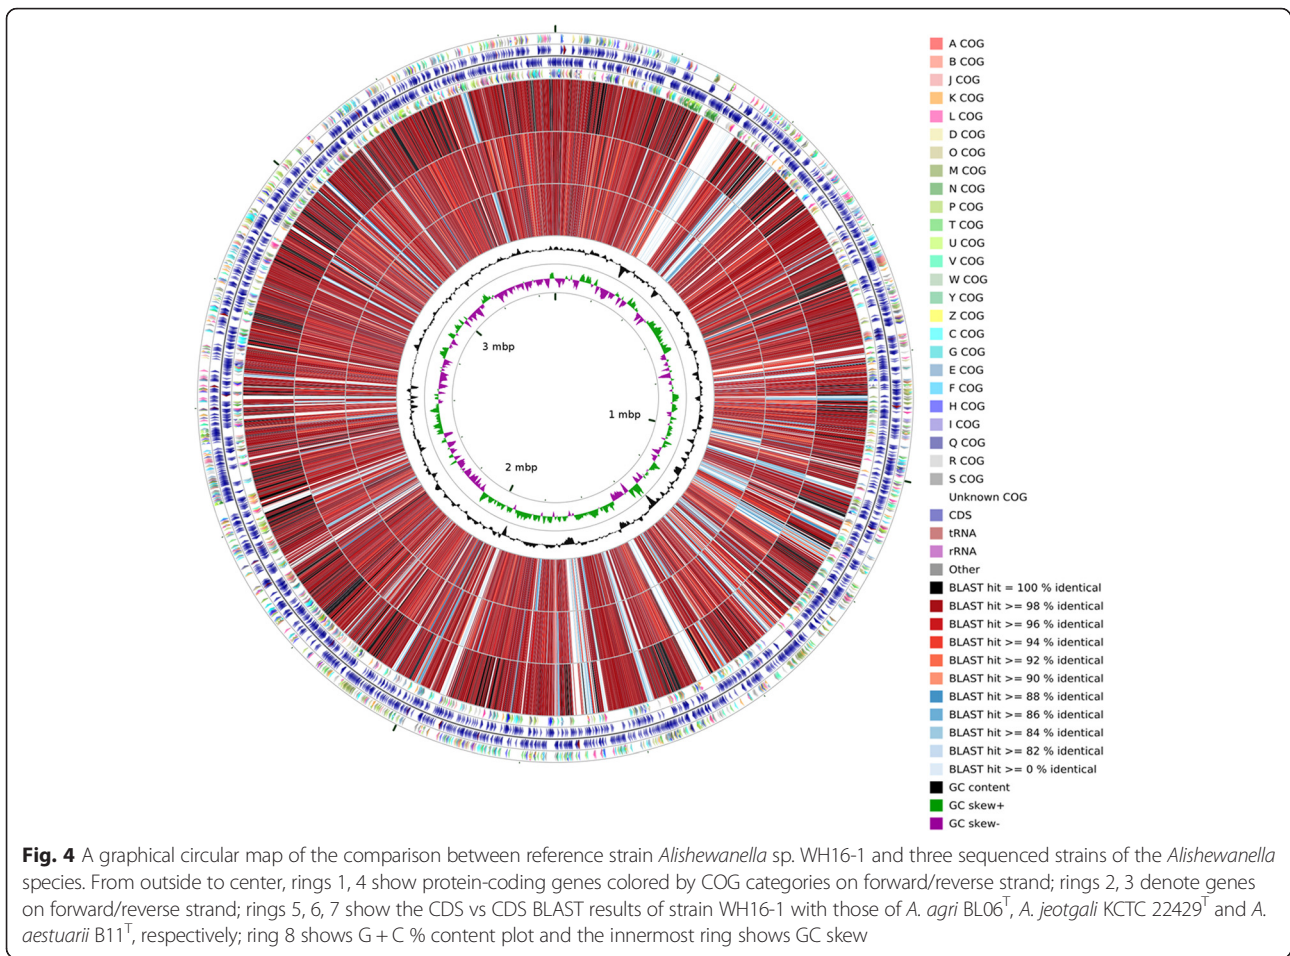 A COG
B COG
J COG
K COG
L COG
D COG
O COG
M COG
N COG
P COG
T COG
U COG
V COG
W COG
Y COG
Z COG
C COG
G COG
E COG
F COG
H COG
I COG
Q COG
R COG
S COG
Unknown COG
CDS
tRNA
rRNA
Other
BLAST hit = 100 % identical
BLAST hit >= 98 % identical
BLAST hit >= 96 % identical
BLAST hit >= 94 % identical
BLAST hit >= 92 % identical
BLAST hit >= 90 % identical
BLAST hit >= 88 % identical
BLAST hit >= 86 % identical
BLAST hit >= 84 % identical
BLAST hit >= 82 % identical
BLAST hit >= 0 % identical
GC content
GC skew+
GC skew-
3 mbp
1 mbp
2 mbp
Fig. 4 A graphical circular map of the comparison between reference strain Alishewanella sp. WH16-1 and three sequenced strains of the Alishewanella
species. From outside to center, rings 1, 4 show protein-coding genes colored by COG categories on forward/reverse strand; rings 2, 3 denote genes
on forward/reverse strand; rings 5, 6, 7 show the CDS vs CDS BLAST results of strain WH16-1 with those of A. agri BL06ᵀ, A. jeotgali KCTC 22429ᵀ and A.
aestuarii B11ᵀ, respectively; ring 8 shows G + C % content plot and the innermost ring shows GC skew